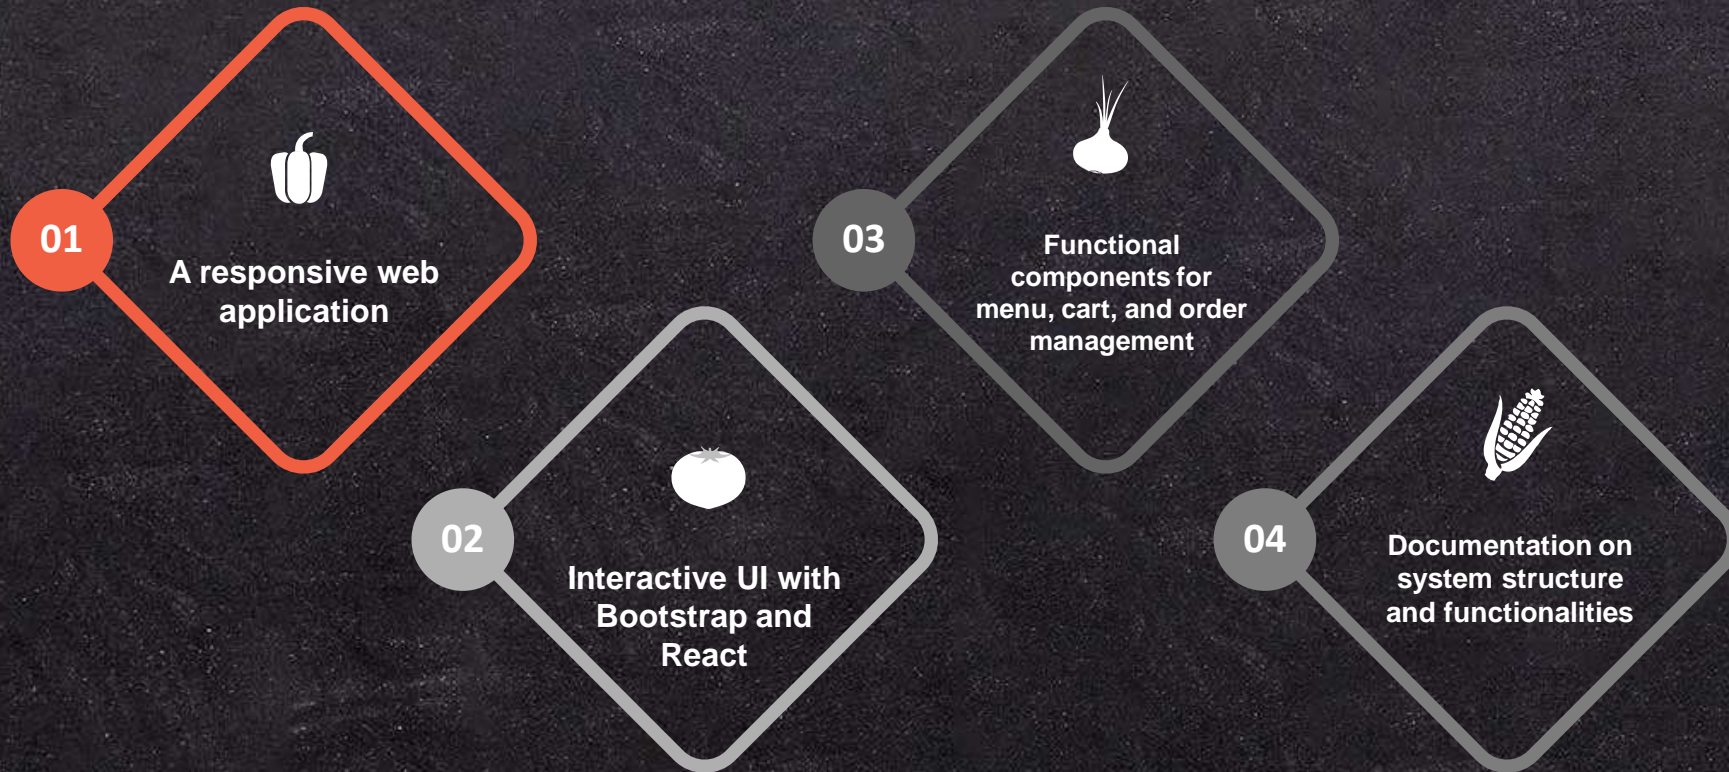 01
A responsive web
application
02
Interactive UI with
Bootstrap and
React
03
Functional
components for
menu, cart, and order
management
04
Documentation on
system structure
and functionalities